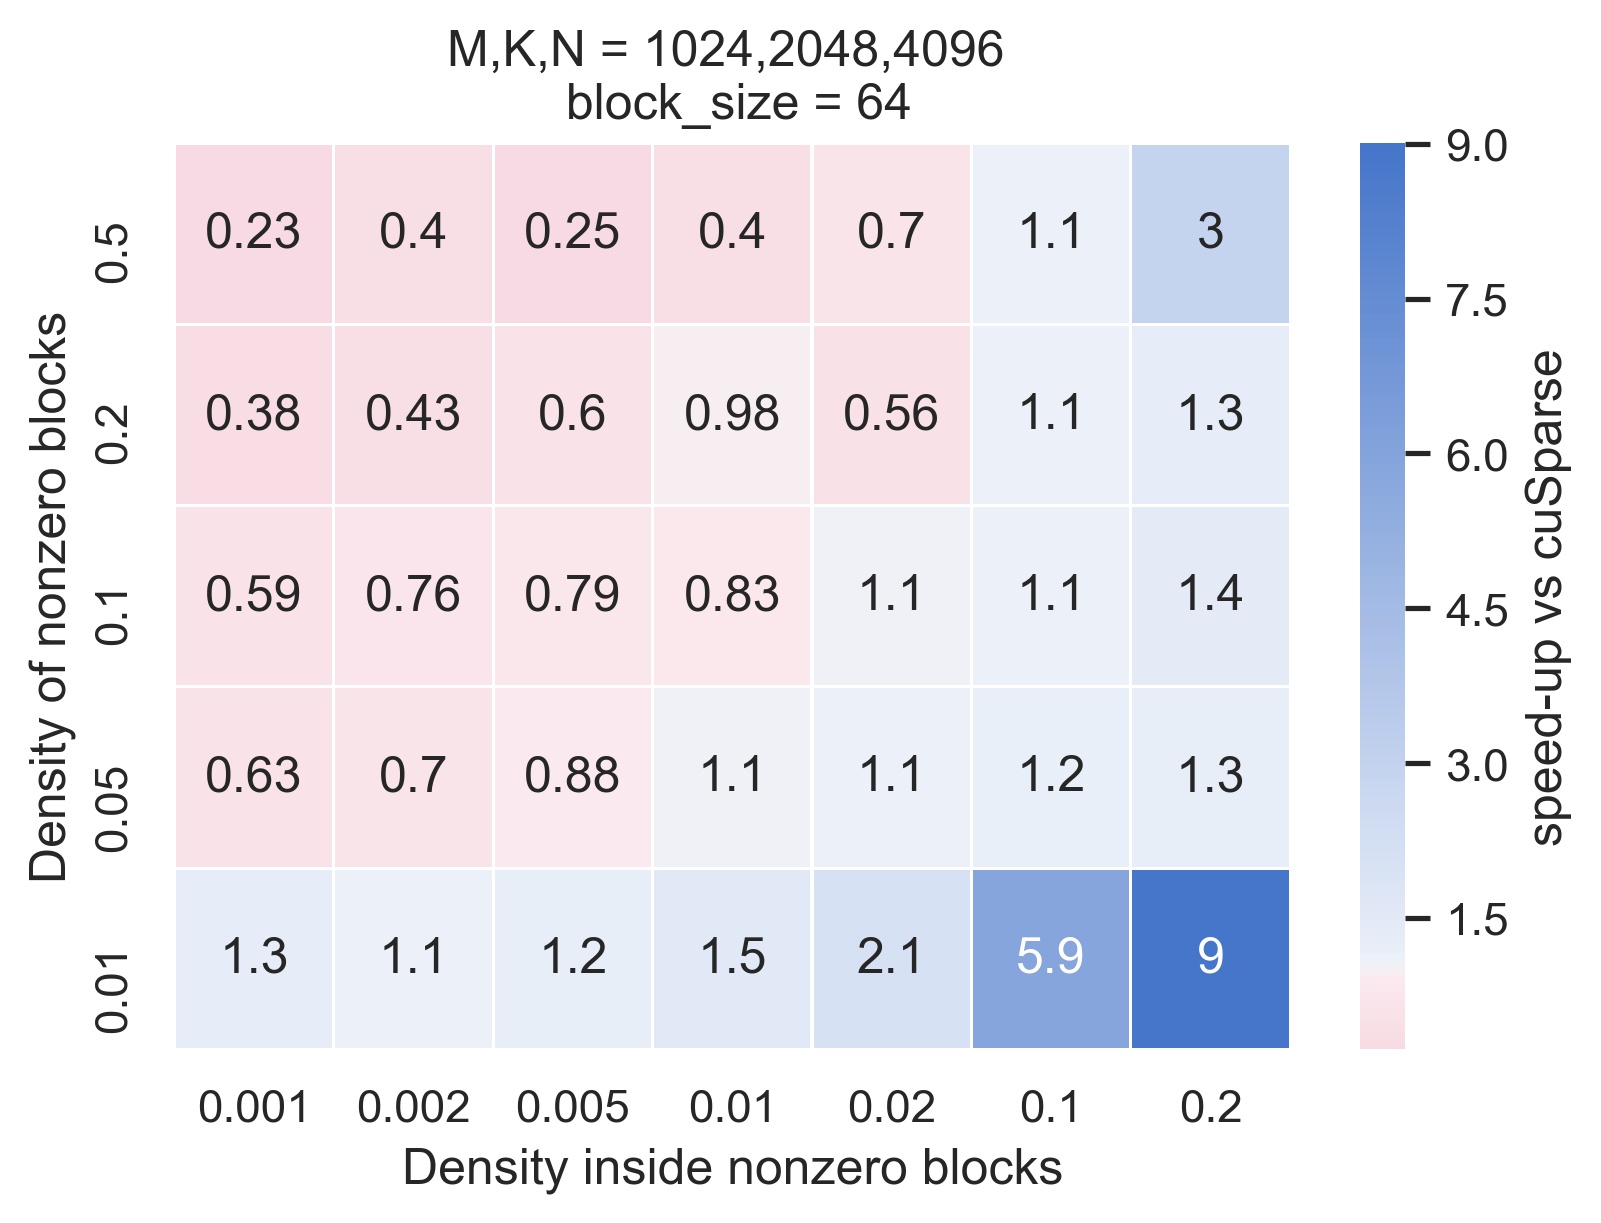 M,K,N = 1024,2048,4096
block_size = 64
Density of nonzero blocks
0.5
0.23 0.4 0.25 0.4 0.7 1.1 3
0.2
0.38 0.43 0.6 0.98 0.56 1.1 1.3
0.1
0.59 0.76 0.79 0.83 1.1 1.1 1.4
0.05
0.63 0.7 0.88 1.1 1.1 1.2 1.3
0.01
1.3 1.1 1.2 1.5 2.1 5.9 9
0.001 0.002 0.005 0.01 0.02 0.1 0.2
Density inside nonzero blocks
9.0
7.5
6.0
4.5
3.0
1.5
speed-up vs cuSparse